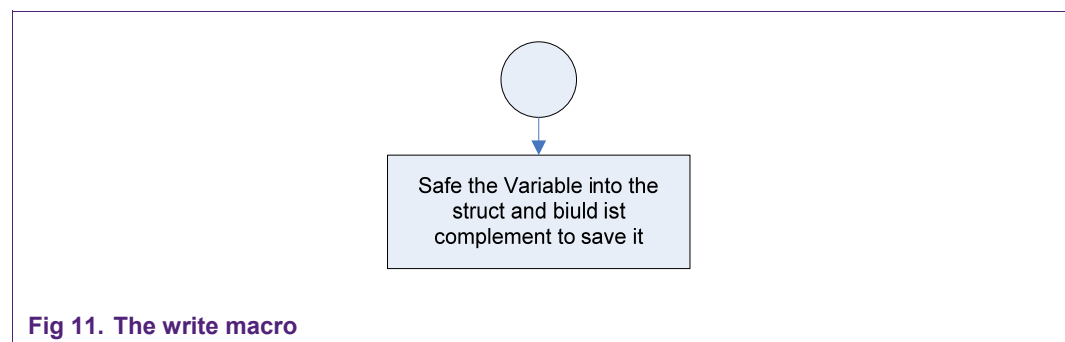 Safe the Variable into the
struct and biuld ist
complement to save it
Fig 11. The write macro